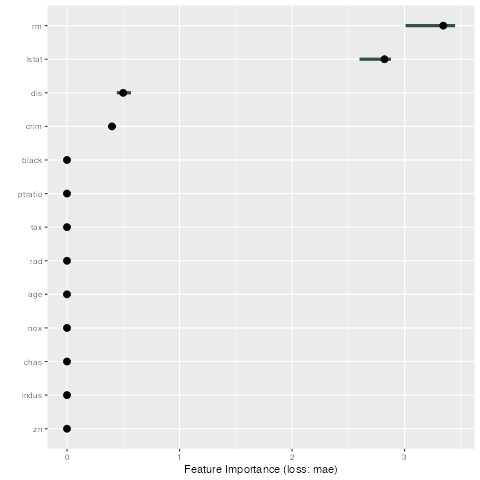 rm
lstat
dis
crim
black
ptratio
tax
rad
age
nox
chas
indus
zn
0 1 2 3
Feature Importance (loss: mae)